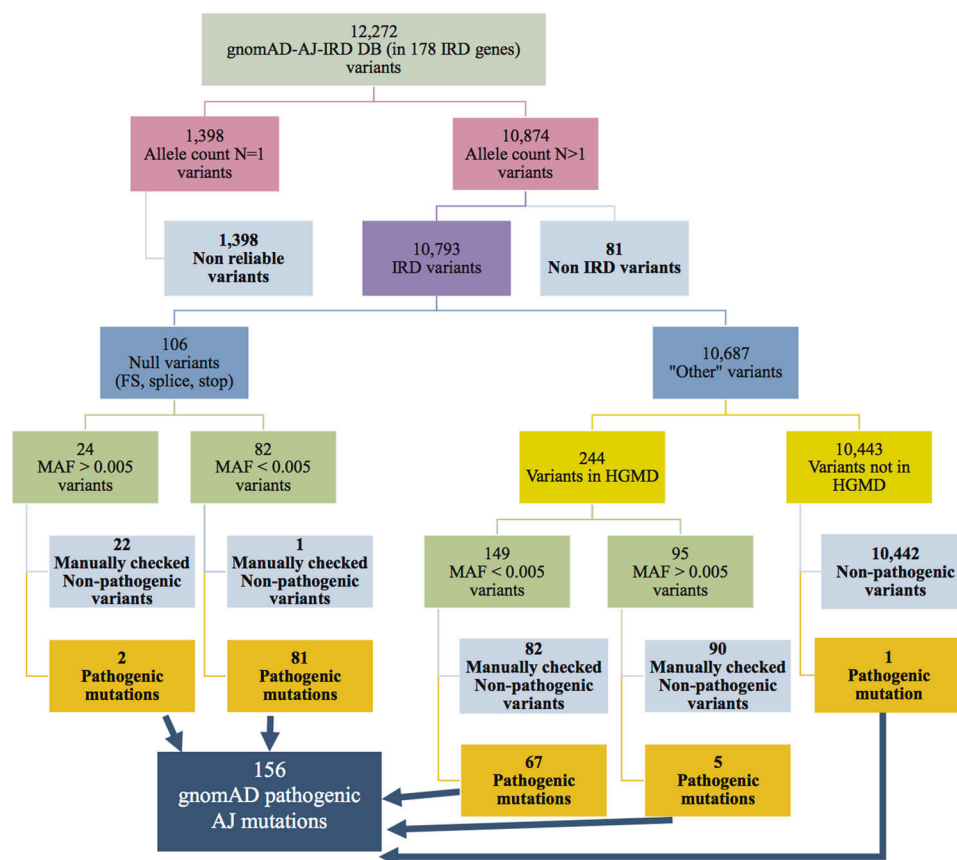 12,272
gnomAD-AJ-IRD DB (in 178 IRD genes)
variants
1,398
Allele count N=1
variants
10,874
Allele count N>1
variants
1,398
Non reliable
variants
10,793
IRD variants
81
Non IRD variants
106
Null variants
(FS, splice, stop)
10,687
"Other" variants
24
MAF > 0.005
variants
82
MAF < 0.005
variants
244
Variants in HGMD
10,443
Variants not in
HGMD
22
Manually checked
Non-pathogenic
variants
1
Manually checked
Non-pathogenic
variants
149
MAF < 0.005
variants
95
MAF > 0.005
variants
10,442
Non-pathogenic
variants
2
Pathogenic
mutations
81
Pathogenic
mutations
82
Manually checked
Non-pathogenic
variants
90
Manually checked
Non-pathogenic
variants
1
Pathogenic
mutation
67
Pathogenic
mutations
5
Pathogenic
mutations
156
gnomAD pathogenic
AJ mutations